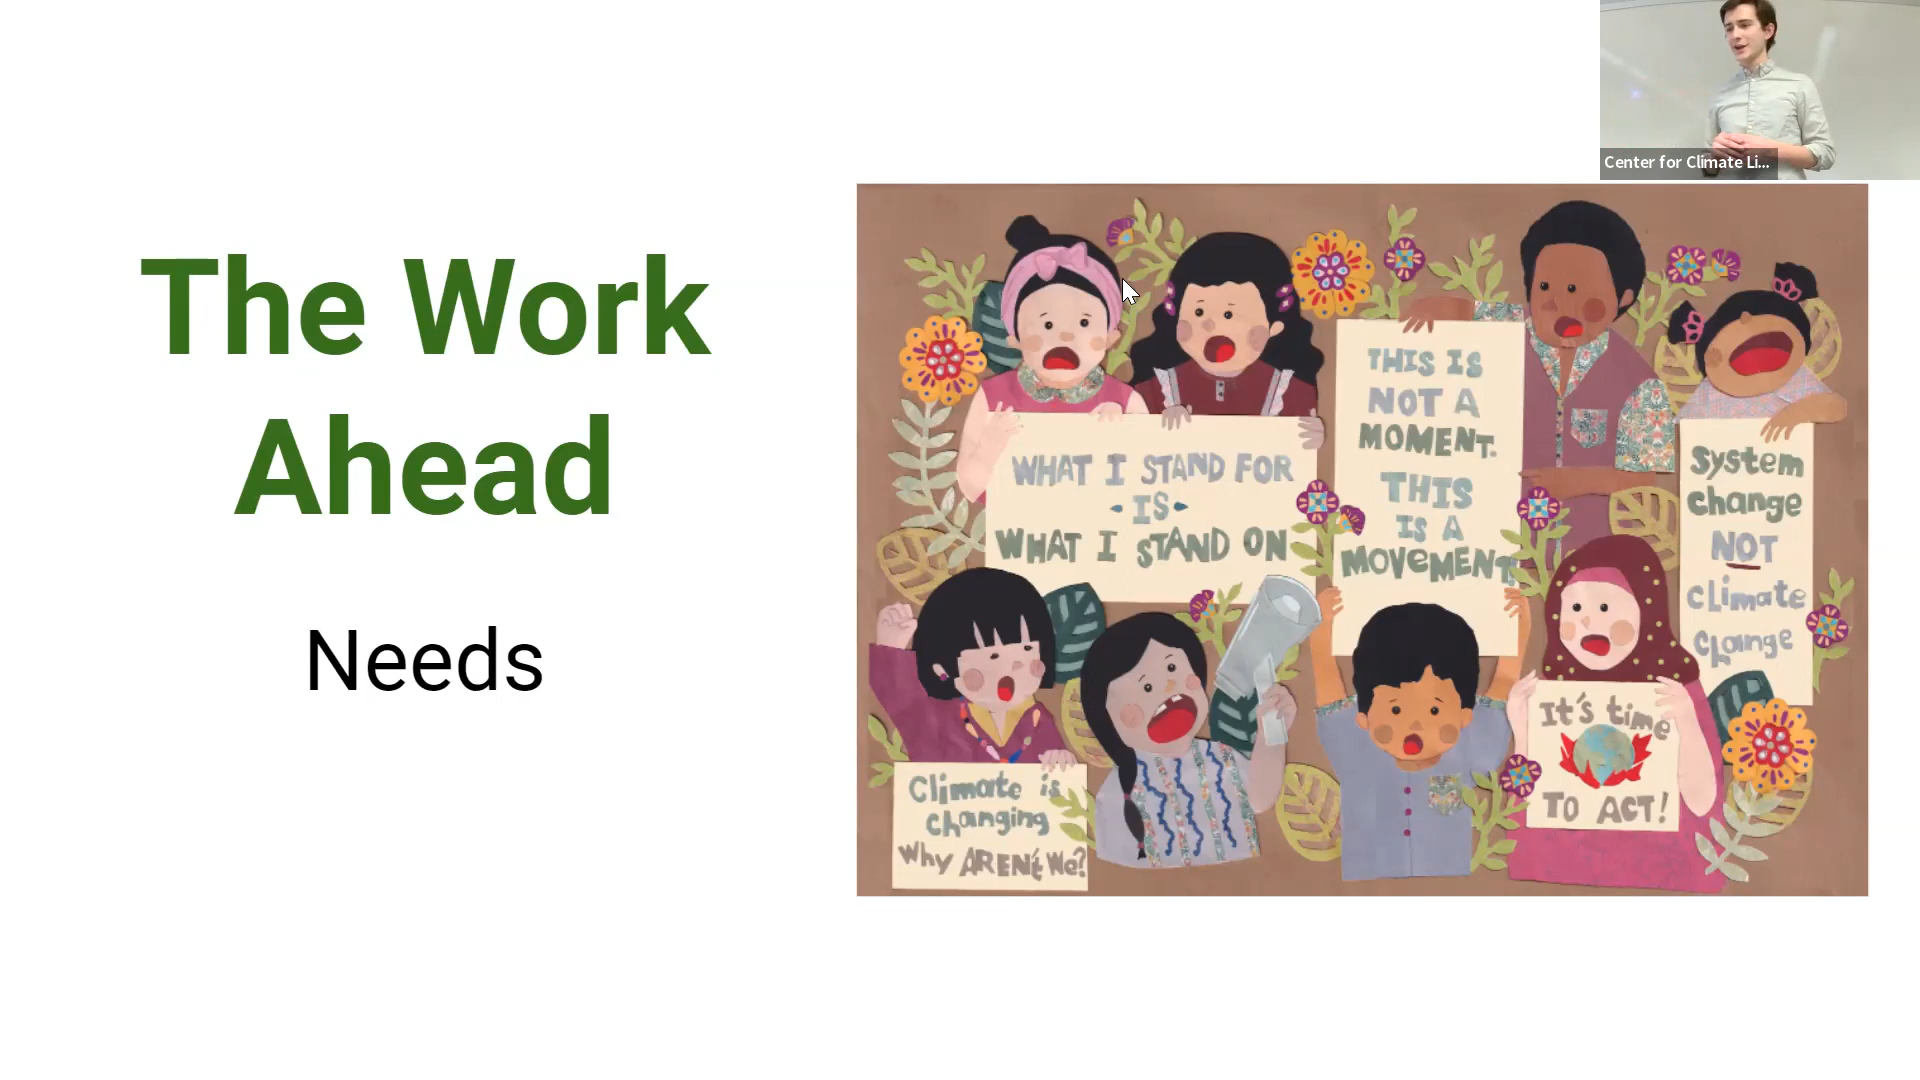 Center for Climate Li...
The Work
Ahead
Needs
WHAT I STAND FOR
IS
WHAT I STAND ON
THIS IS
NOT A
MOMENT.
THIS
IS A
MOVEMENT.
System
change
NOT
climate
change
Climate is
changing
Why AREN't We?
It's time
TO ACT!